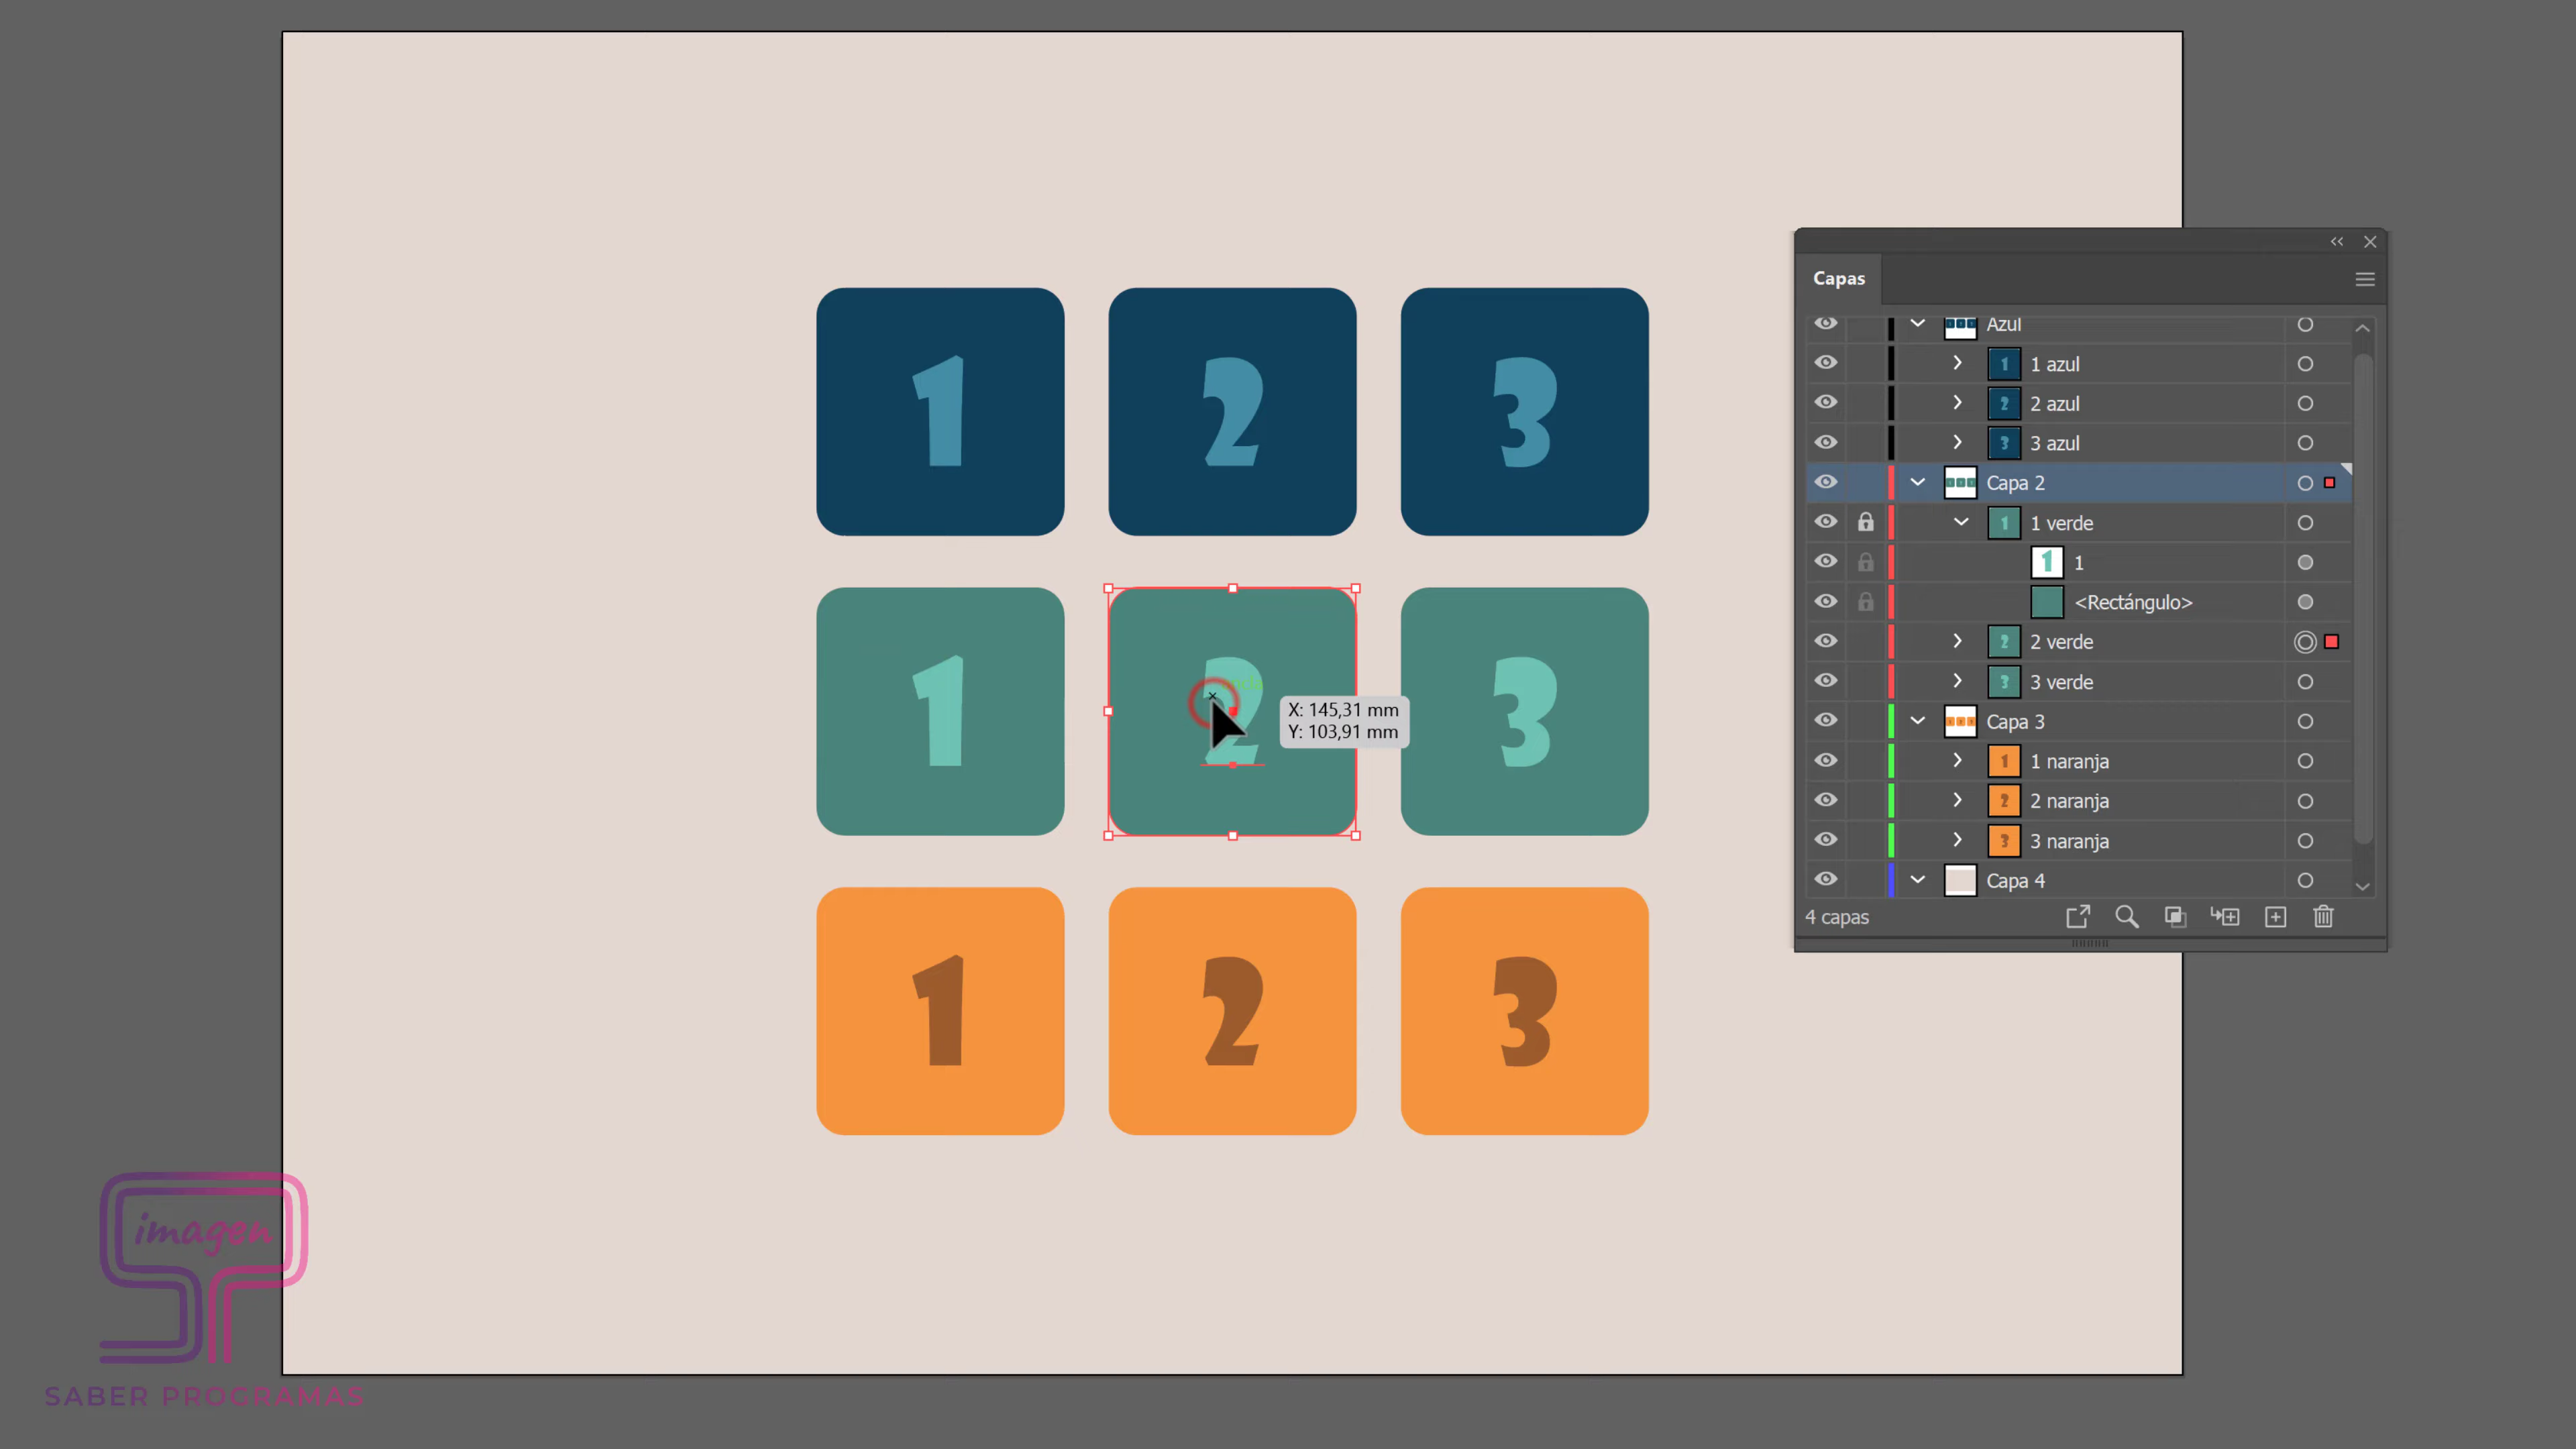 1 2 3
1 2 3
X: 145,31 mm
Y: 103,91 mm
1 2 3
Capas
Azul
1 azul
2 azul
3 azul
Capa 2
1 verde
1
<Rectángulo>
2 verde
3 verde
Capa 3
1 naranja
2 naranja
3 naranja
Capa 4
4 capas
imagen
SP
SABER PROGRAMAS